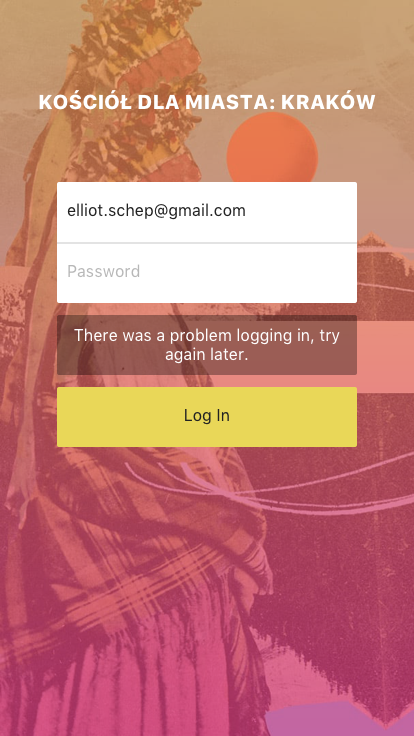 KOŚCIÓŁ DLA MIASTA: KRAKÓW
elliot.schep@gmail.com
Password
There was a problem logging in, try
again later.
Log In